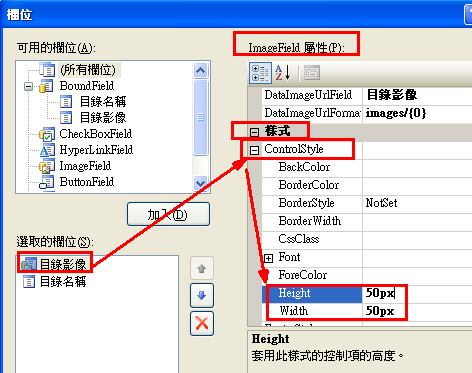 欄位
可用的欄位(A):
(所有欄位)
BoundField
目錄名稱
目錄影像
CheckBoxField
HyperLinkField
ImageField
ButtonField
加入(D)
選取的欄位(S):
目錄影像
目錄名稱
ImageField 屬性(P):
DataImageUrlField 目錄影像
DataImageUrlForma images/{0}
樣式
ControlStyle
BackColor
BorderColor
BorderStyle NotSet
BorderWidth
CssClass
Font
ForeColor
Height 50px
Width 50px
Height
套用此樣式的控制項的高度。